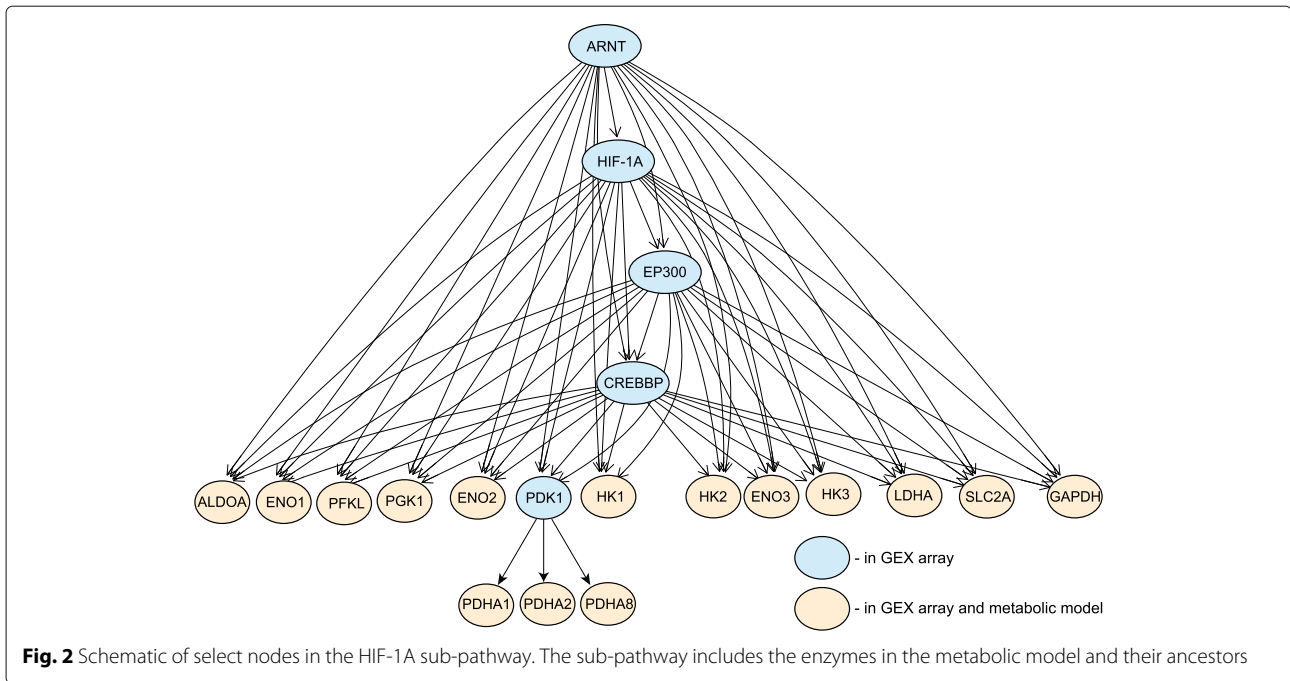 ARNT
HIF-1A
EP300
CREBBP
ALDOA ENO1 PFKL PGK1 ENO2 PDK1 HK1 HK2 ENO3 HK3 LDHA SLC2A GAPDH
- in GEX array
PDHA1 PDHA2 PDHA8 - in GEX array and metabolic model
Fig. 2 Schematic of select nodes in the HIF-1A sub-pathway. The sub-pathway includes the enzymes in the metabolic model and their ancestors